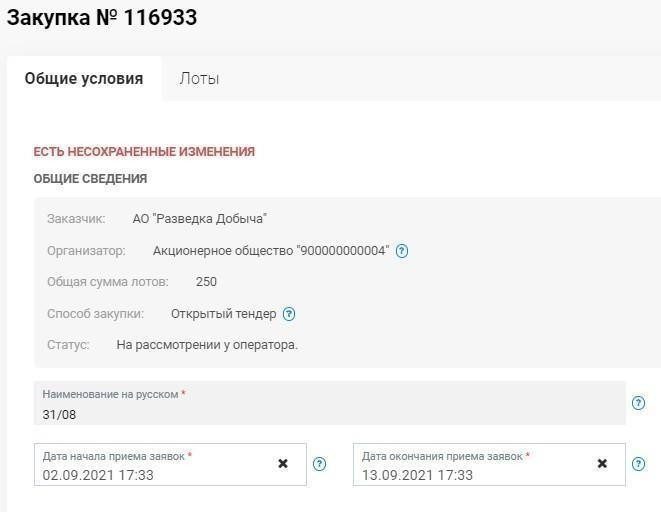 Закупка № 116933
Общие условия Лоты
ЕСТЬ НЕСОХРАНЕННЫЕ ИЗМЕНЕНИЯ
ОБЩИЕ СВЕДЕНИЯ
Заказчик: АО "Разведка Добыча"
Организатор: Акционерное общество "900000000004" ?
Общая сумма лотов: 250
Способ закупки: Открытый тендер ?
Статус: На рассмотрении у оператора.
Наименование на русском *
31/08 ?
Дата начала приема заявок * Дата окончания приема заявок *
02.09.2021 17:33 ? 13.09.2021 17:33 ?